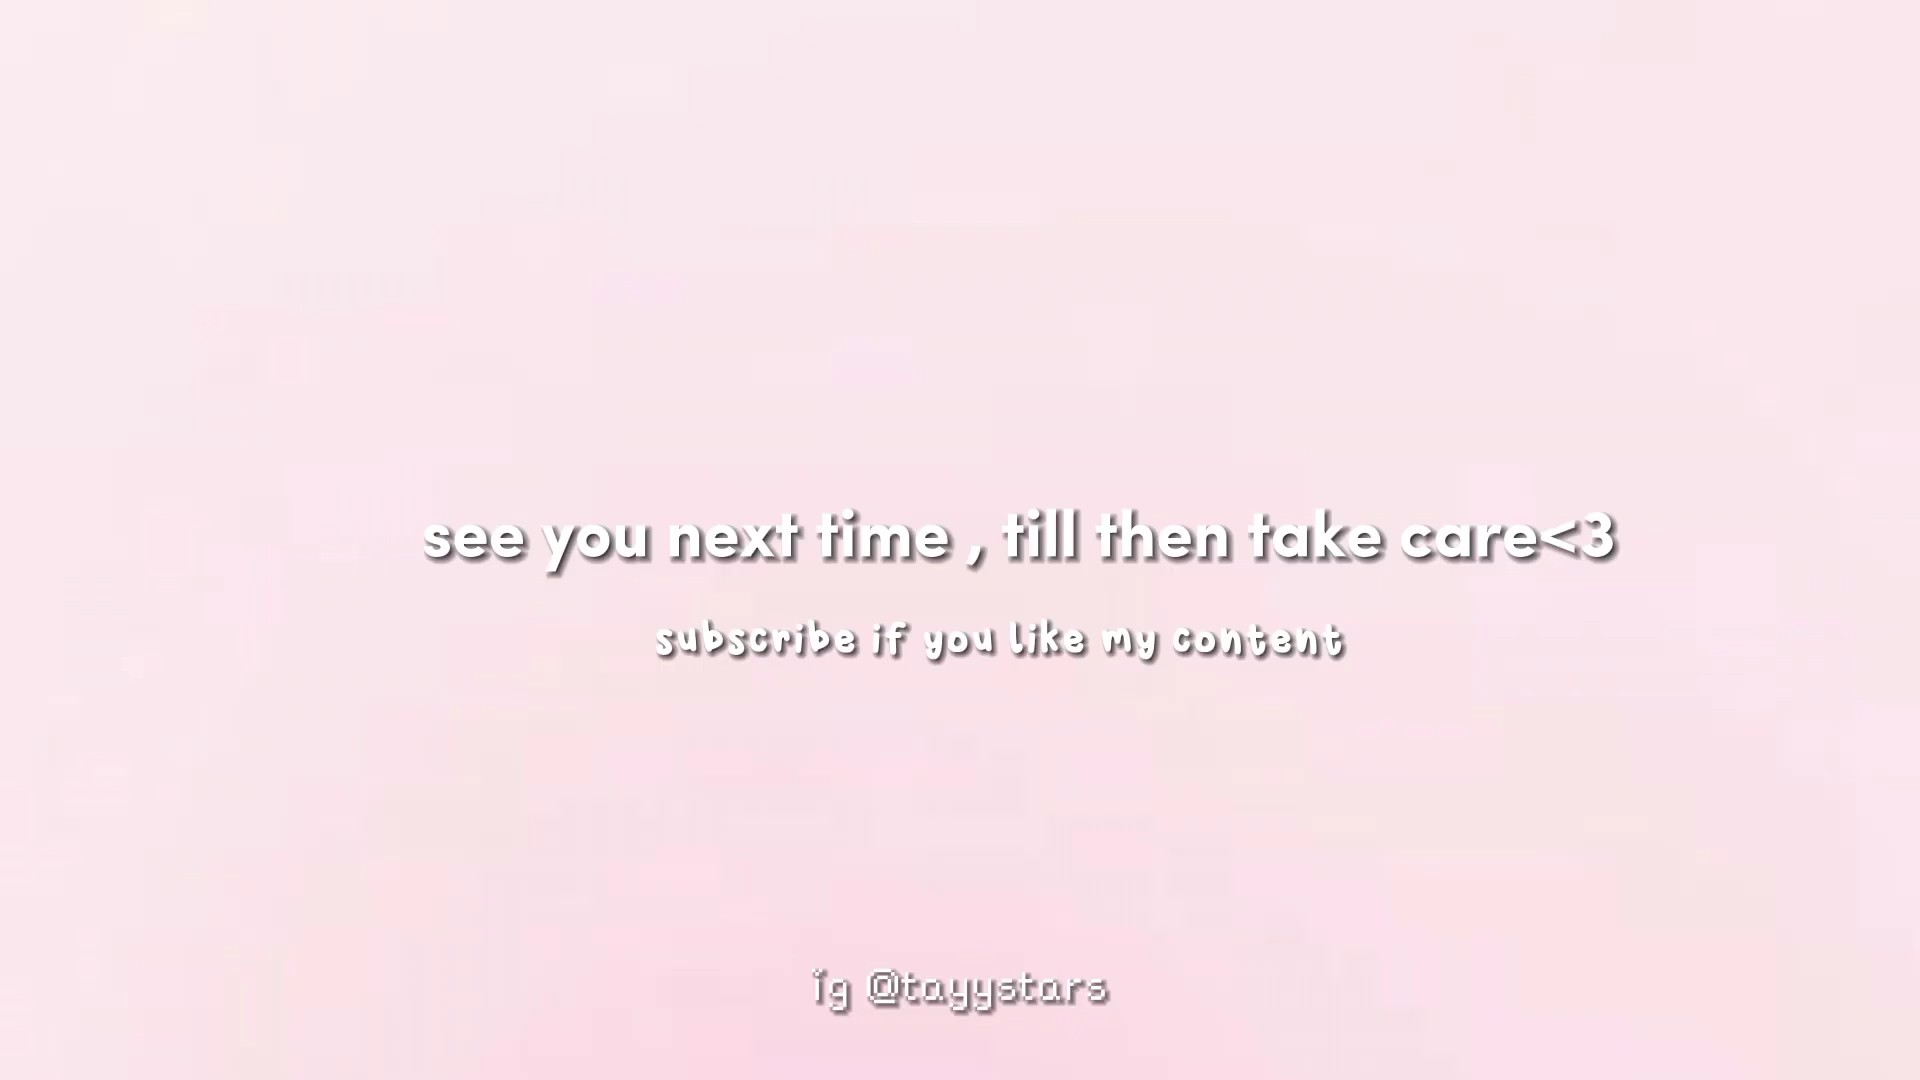 see you next time , till then take care<3
subscribe if you like my content
ig @tayystars